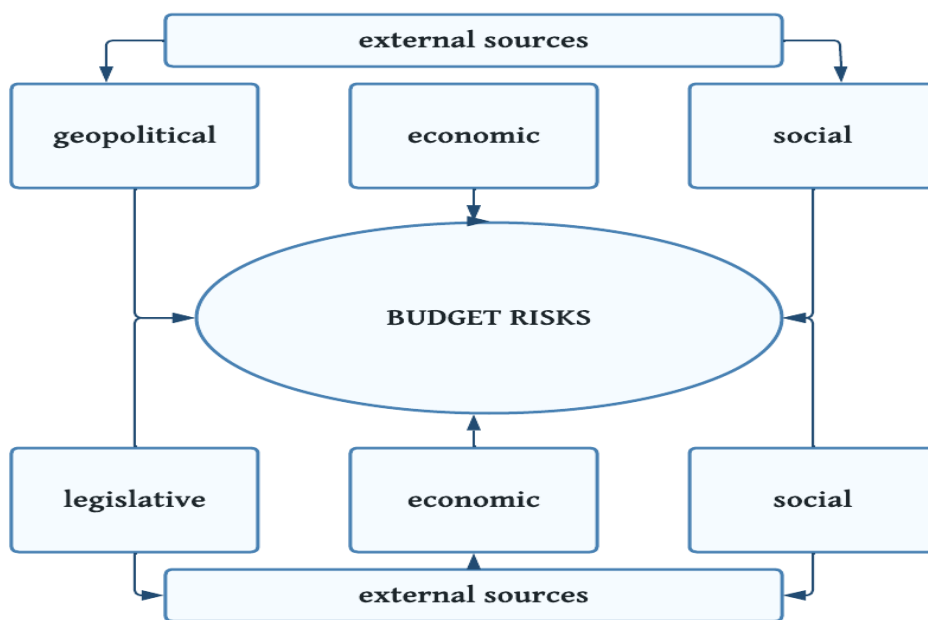 external sources
geopolitical
economic
social
BUDGET RISKS
legislative
economic
social
external sources